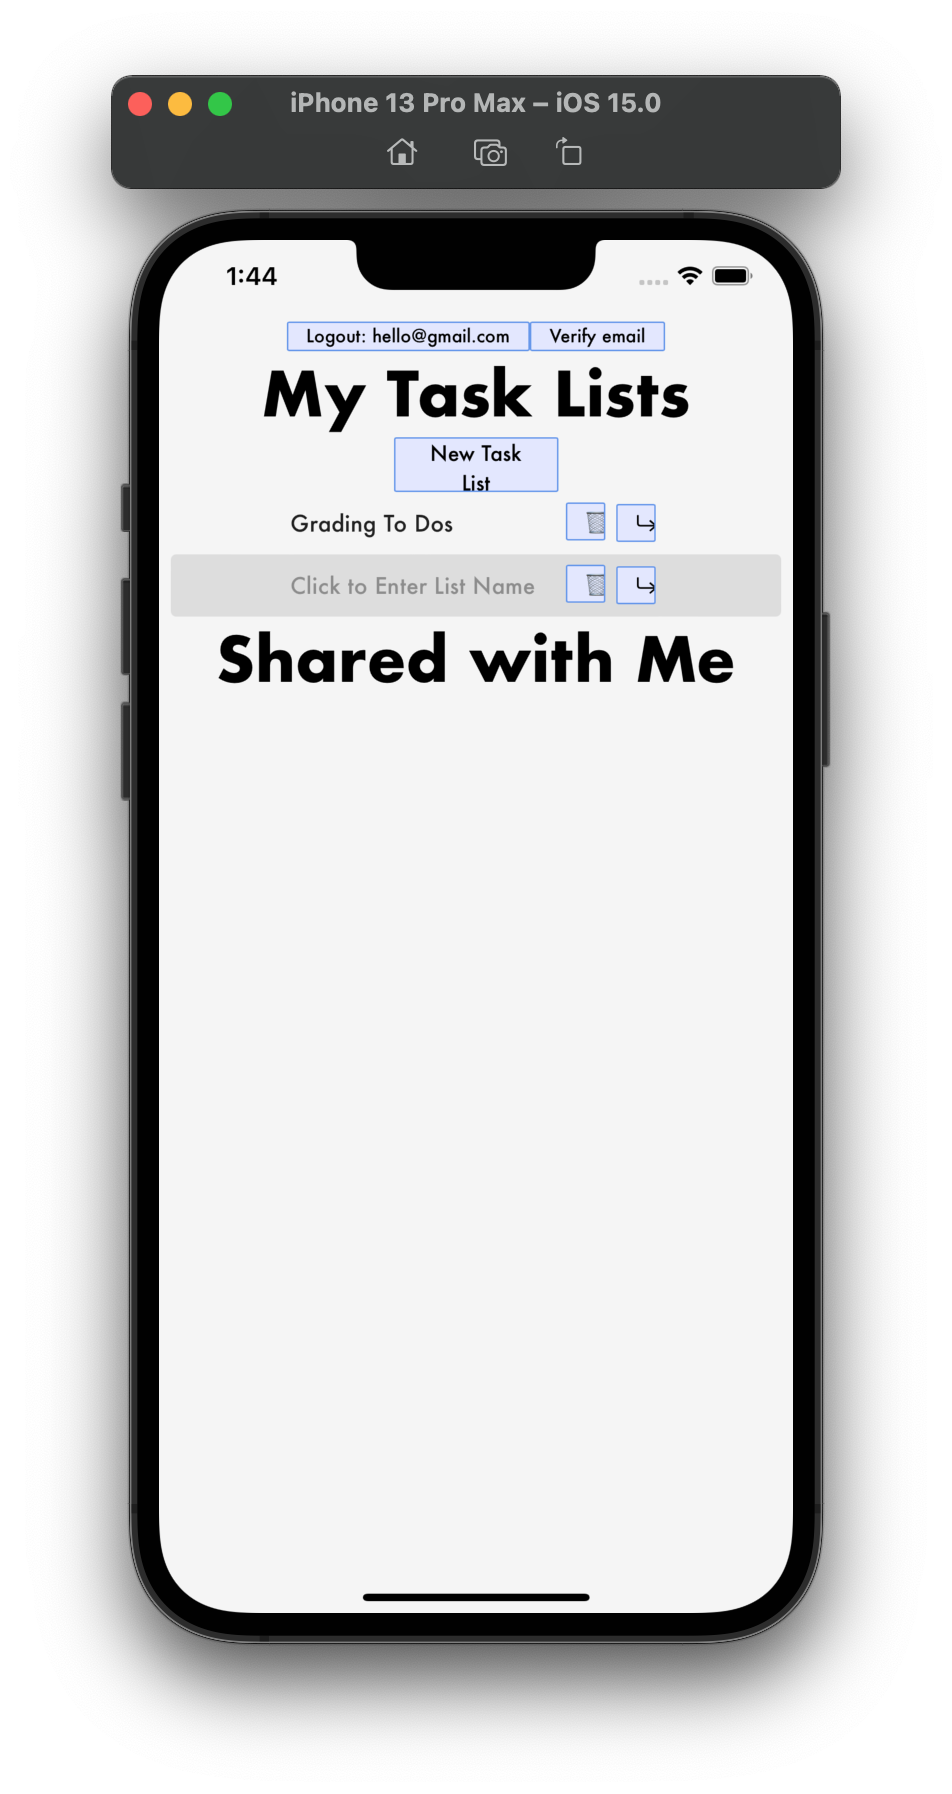 iPhone 13 Pro Max – iOS 15.0
1:44
Logout: hello@gmail.com Verify email
My Task Lists
New Task
List
Grading To Dos
Click to Enter List Name
Shared with Me